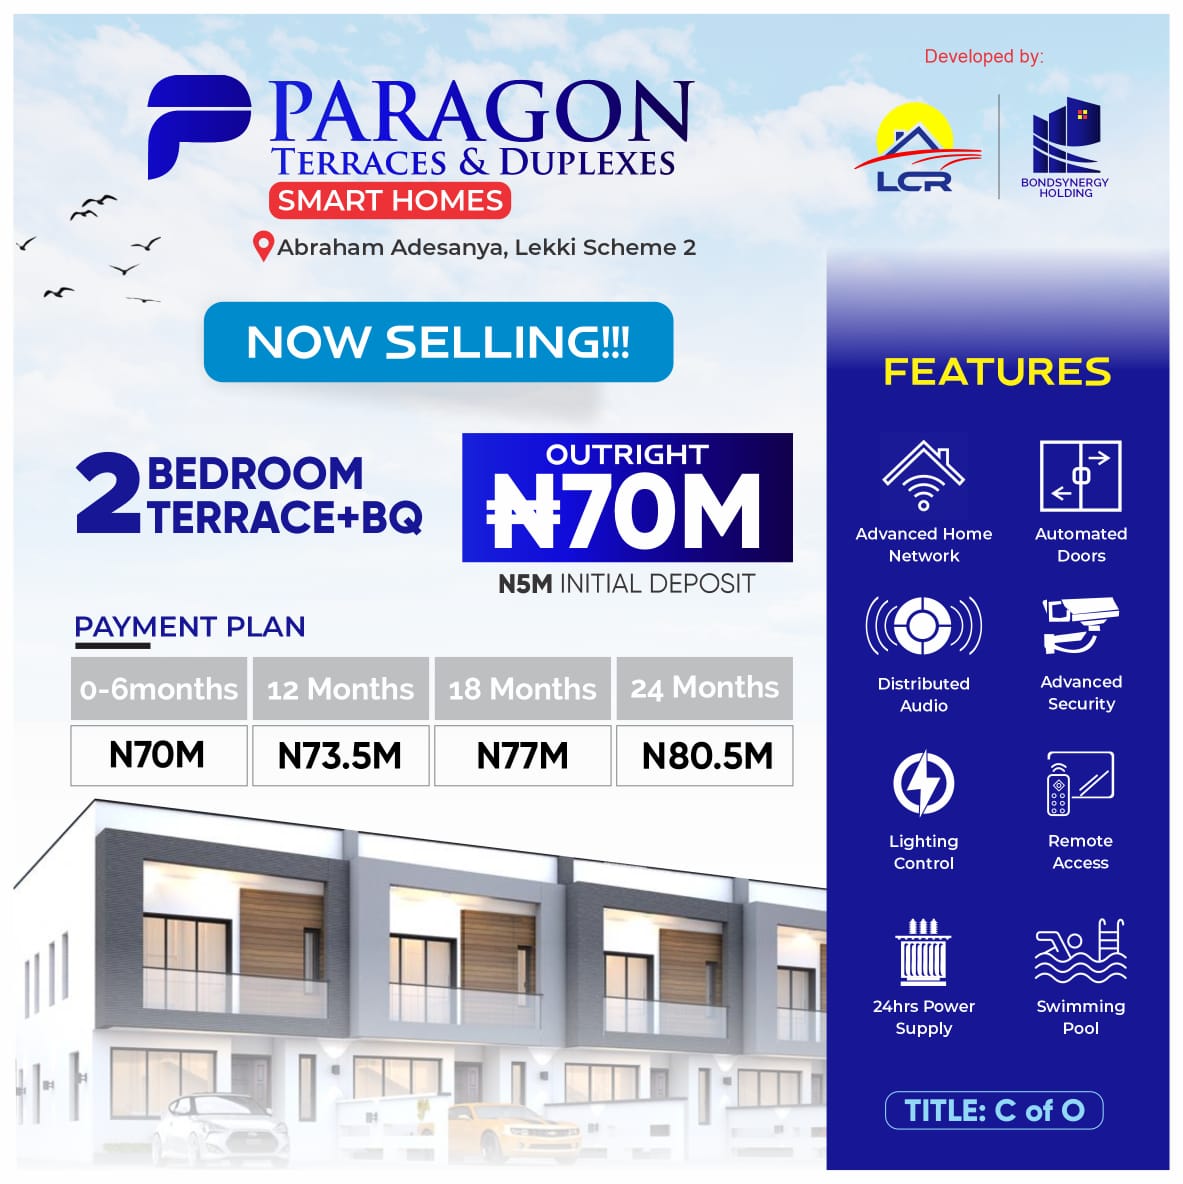 PARAGON
TERRACES & DUPLEXES
SMART HOMES
Abraham Adesanya, Lekki Scheme 2
Developed by:
LCR
BONDSYNERGY
HOLDING
NOW SELLING!!!
2 BEDROOM
TERRACE+BQ
OUTRIGHT
₦70M
N5M INITIAL DEPOSIT
PAYMENT PLAN
0-6months 12 Months 18 Months 24 Months
N70M N73.5M N77M N80.5M
FEATURES
Advanced Home
Network
Automated
Doors
Distributed
Audio
Advanced
Security
Lighting
Control
Remote
Access
24hrs Power
Supply
Swimming
Pool
TITLE: C of O